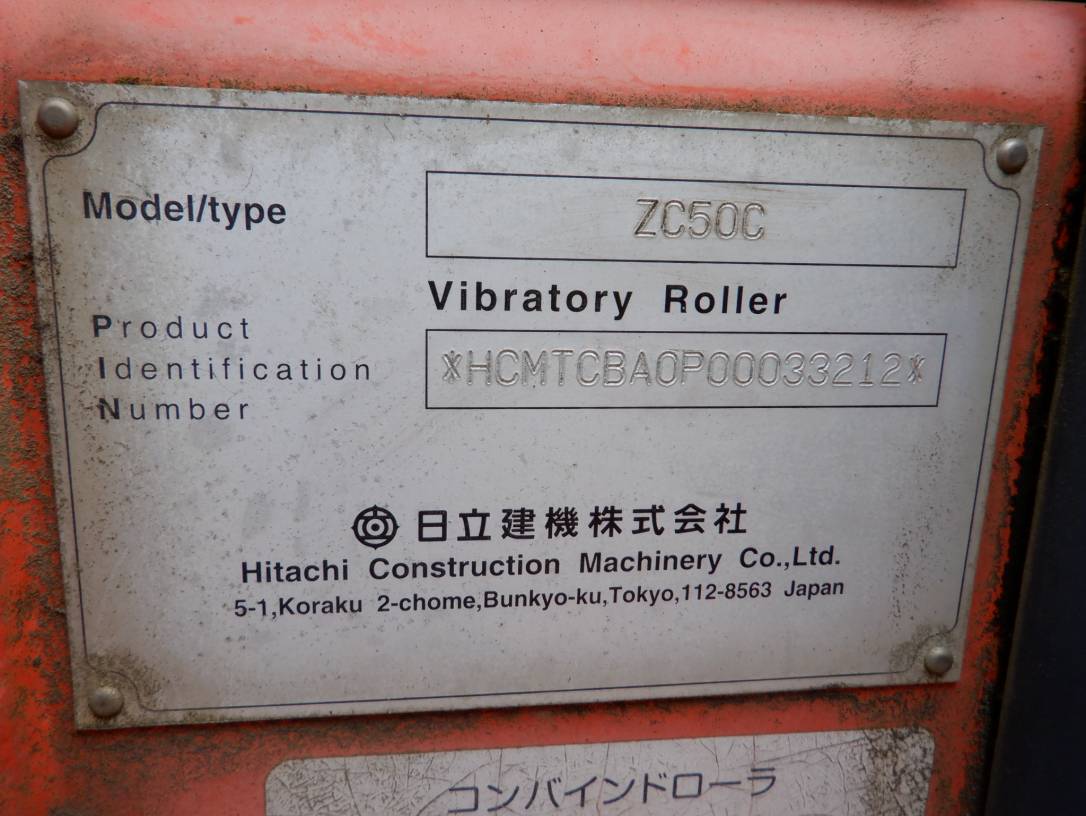 Model/type ZC50C
Vibratory Roller
Product
Identification
Number
*HCMTCBA0P00033212*
日立建機株式会社
Hitachi Construction Machinery Co.,Ltd.
5-1,Koraku 2-chome,Bunkyo-ku,Tokyo,112-8563 Japan
コンバインドローラ